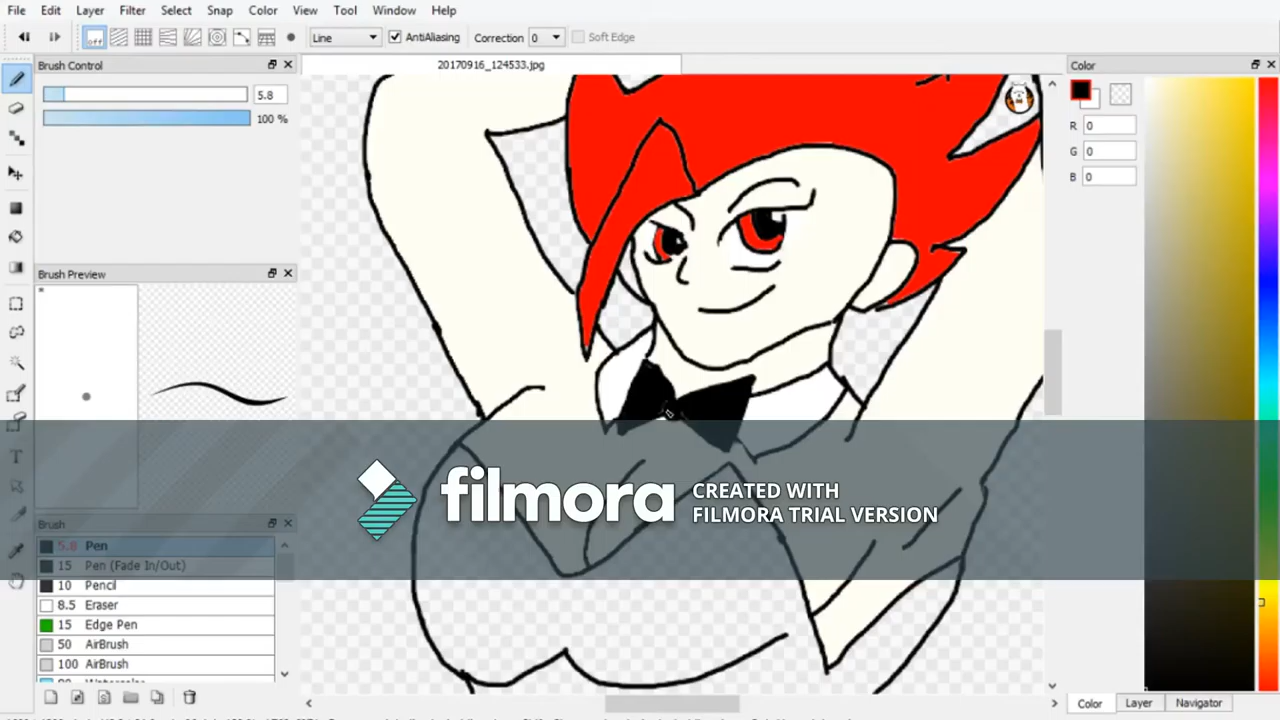 File Edit Layer Filter Select Snap Color View Tool Window Help
off Line AntiAliasing Correction 0 Soft Edge
Brush Control
20170916_124533.jpg
Color
5.8
100 %
R 0
G 0
B 0
Brush Preview
filmora CREATED WITH
FILMORA TRIAL VERSION
Brush
5.8 Pen
15 Pen (Fade In/Out)
10 Pencil
8.5 Eraser
15 Edge Pen
50 AirBrush
100 AirBrush
Color Layer Navigator